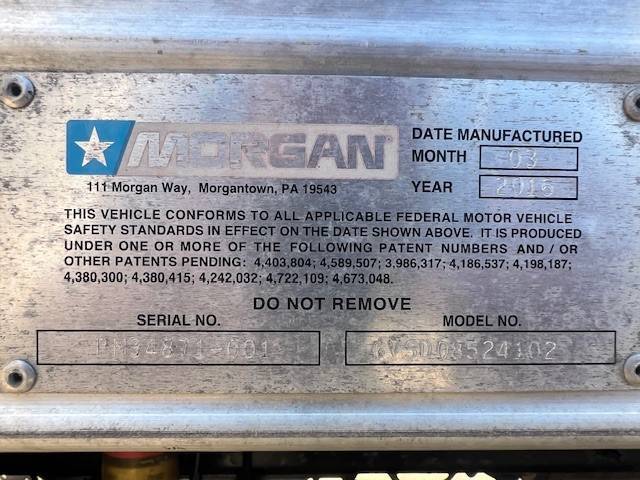 MORGAN
111 Morgan Way, Morgantown, PA 19543
DATE MANUFACTURED
MONTH 03
YEAR 2016
THIS VEHICLE CONFORMS TO ALL APPLICABLE FEDERAL MOTOR VEHICLE
SAFETY STANDARDS IN EFFECT ON THE DATE SHOWN ABOVE. IT IS PRODUCED
UNDER ONE OR MORE OF THE FOLLOWING PATENT NUMBERS AND / OR
OTHER PATENTS PENDING: 4,403,804; 4,589,507; 3.986,317; 4,186,537; 4,198,187;
4,380,300; 4,380,415; 4,242,032; 4,722,109; 4,673,048.
DO NOT REMOVE
SERIAL NO.
MODEL NO.